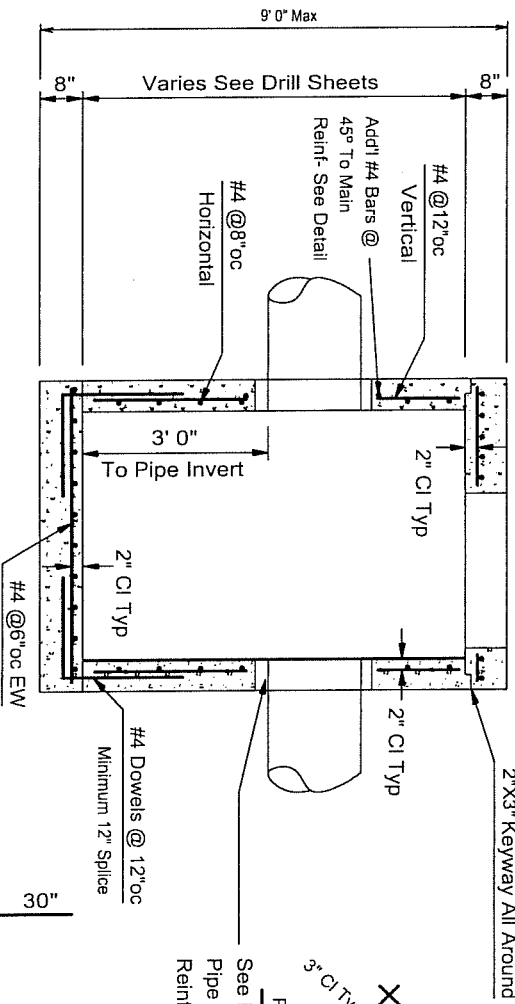 9' 0" Max
8"
Varies See Drill Sheets
8"
#4 @12"oc
Vertical
Add'l #4 Bars @
45° To Main
Reinf- See Detail
#4 @8"oc
Horizontal
3' 0"
To Pipe Invert
2" Cl Typ
2" Cl Typ
2" Cl Typ
2"X3" Keyway All Around
#4 @6"oc EW
#4 Dowels @ 12"oc
Minimum 12" Splice
30"
3" Cl Ty
See
Pipe
Reinf